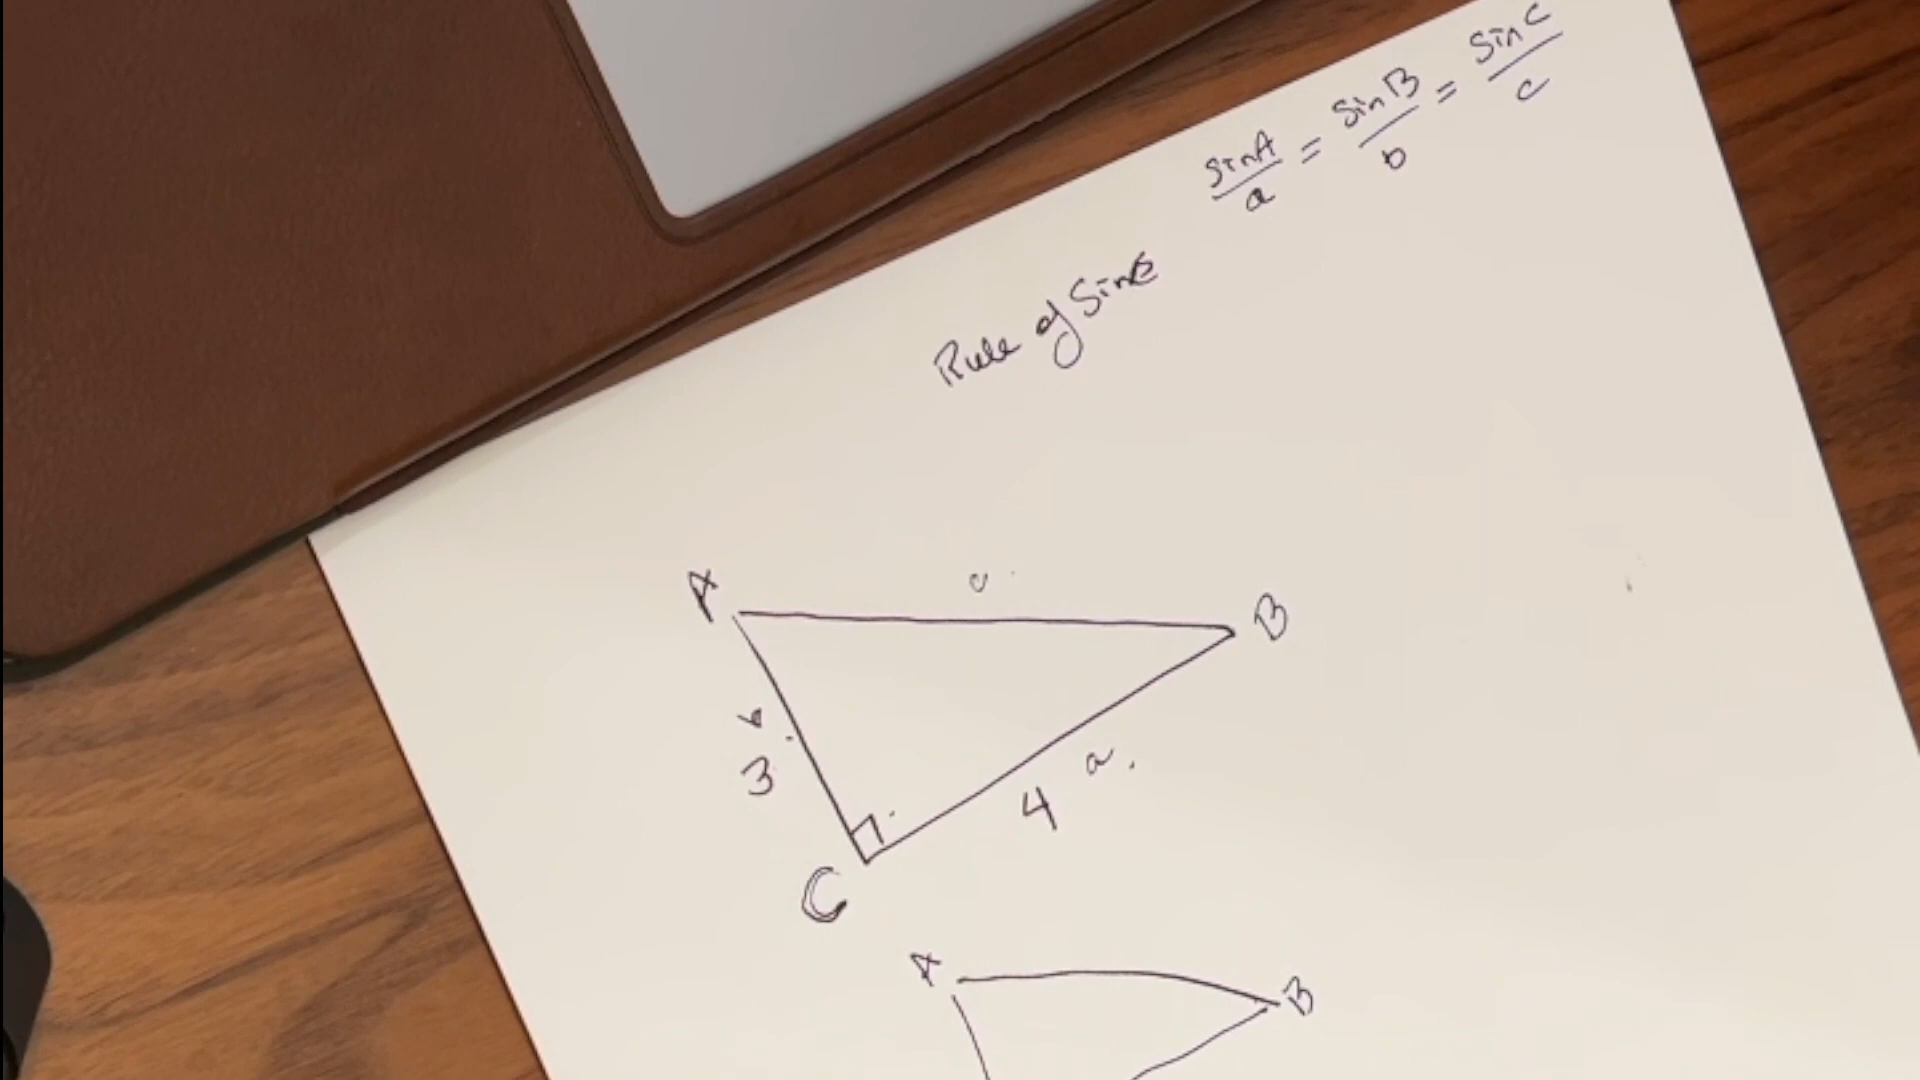 sinA/a = sinB/b = sinC/c
Rule of Sine
A
c
B
b
3
a
4
C
A
B